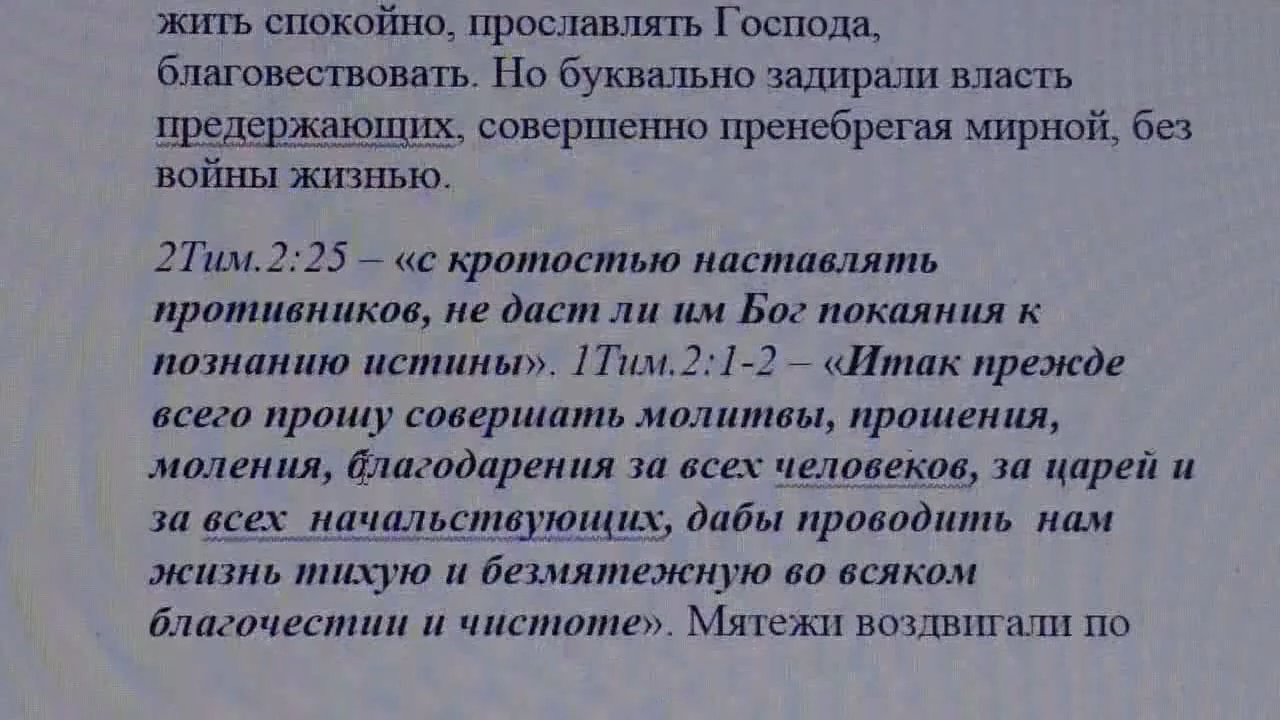 жить спокойно, прославлять Господа,
благовествовать. Но буквально задирали власть
предержающих, совершенно пренебрегая мирной, без
войны жизнью.
2Тим.2:25 – «с кротостью наставлять
противников, не даст ли им Бог покаяния к
познанию истины». 1Тим.2:1-2 – «Итак прежде
всего прошу совершать молитвы, прошения,
моления, благодарения за всех человеков, за царей и
за всех начальствующих, дабы проводить нам
жизнь тихую и безмятежную во всяком
благочестии и чистоте». Мятежи воздвигали по